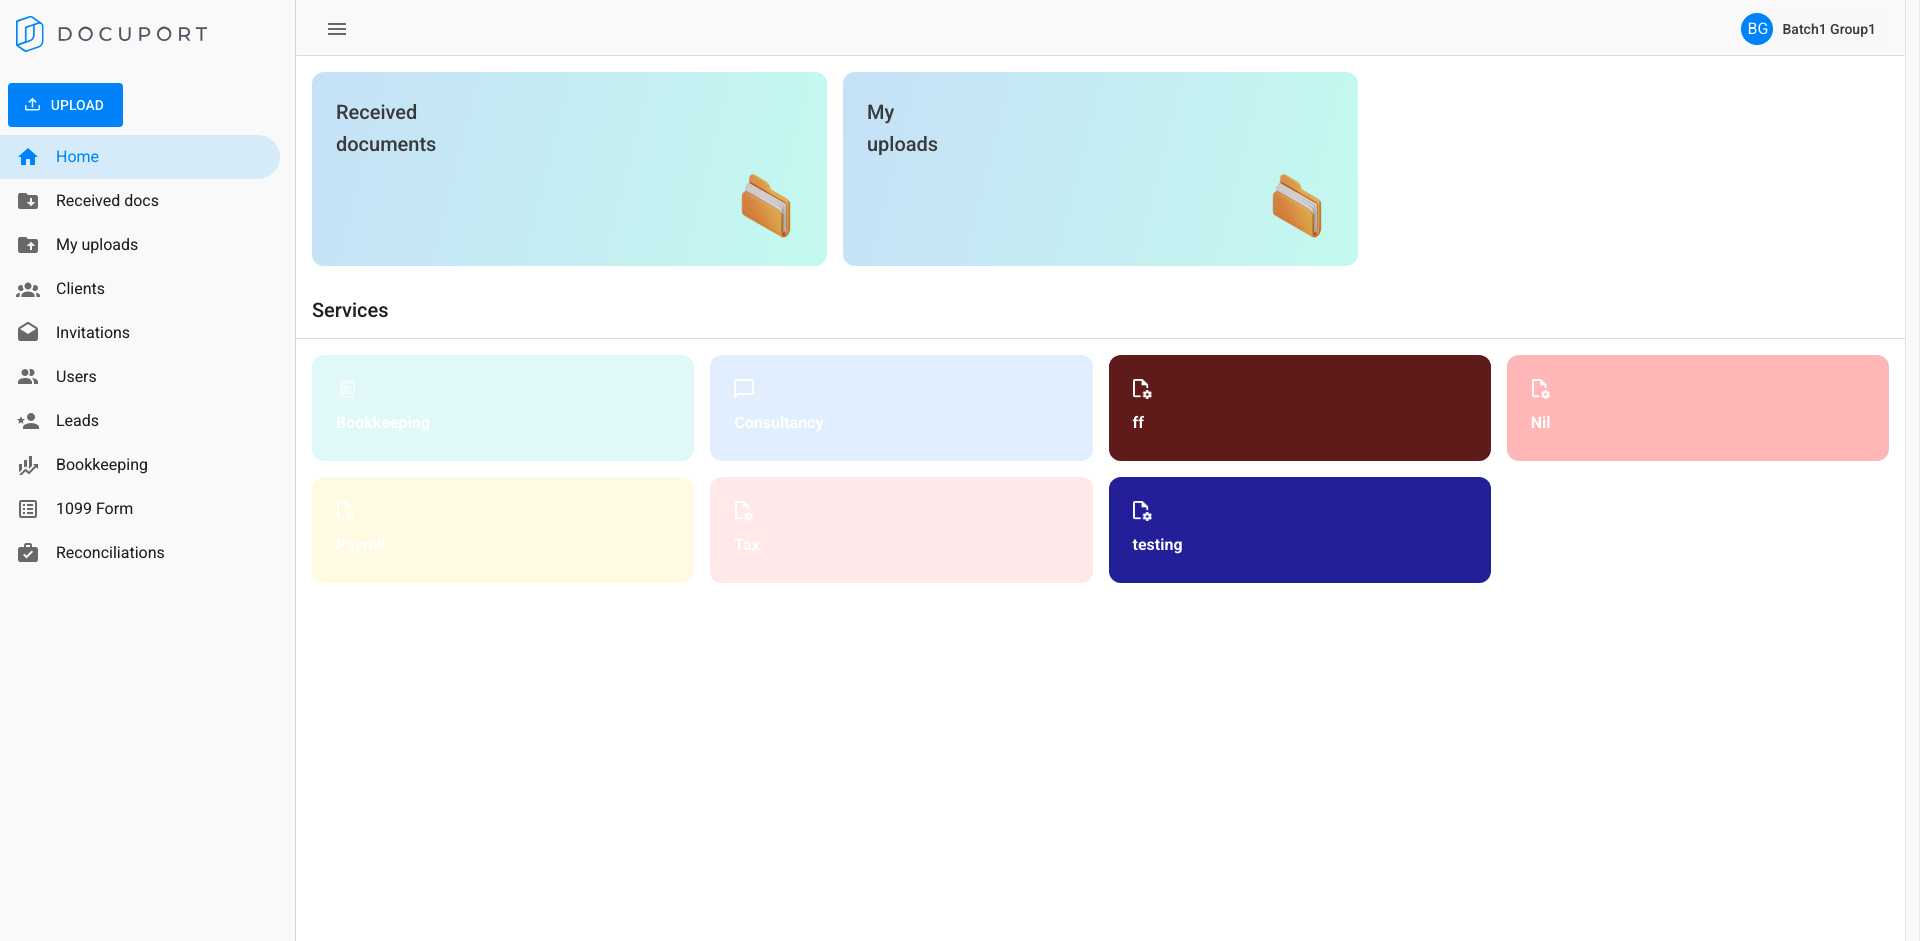 DOCUPORT
BG Batch1 Group1
UPLOAD
Home
Received docs
My uploads
Clients
Invitations
Users
Leads
Bookkeeping
1099 Form
Reconciliations
Received
documents
My
uploads
Services
Bookkeeping
Consultancy
ff
Nil
Payroll
Tax
testing